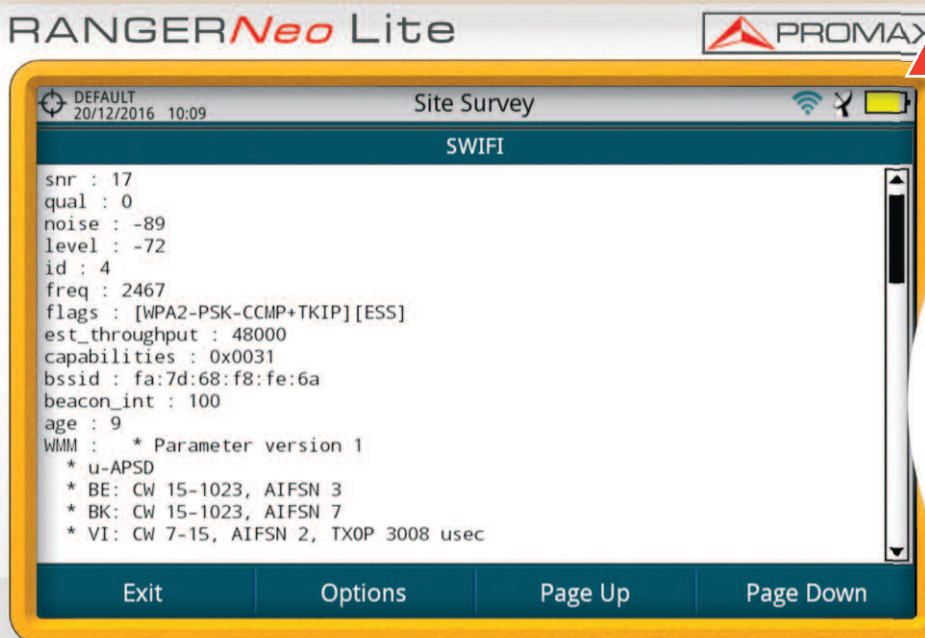 RANGERNeo Lite
PROMAX
DEFAULT
20/12/2016 10:09
Site Survey
SWIFI
snr : 17
qual : 0
noise : -89
level : -72
id : 4
freq : 2467
flags : [WPA2-PSK-CCMP+TKIP][ESS]
est_throughput : 48000
capabilities : 0x0031
bssid : fa:7d:68:f8:fe:6a
beacon_int : 100
age : 9
WMM :   * Parameter version 1
* u-APSD
* BE: CW 15-1023, AIFSN 3
* BK: CW 15-1023, AIFSN 7
* VI: CW 7-15, AIFSN 2, TXOP 3008 usec
Exit Options Page Up Page Down